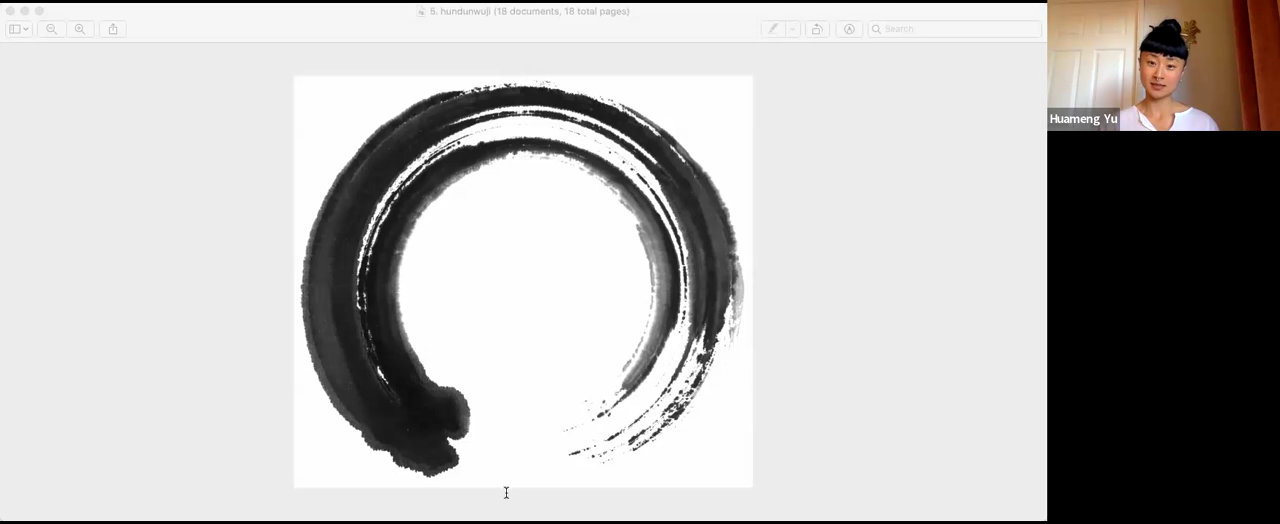 5. hundunwuji (18 documents, 18 total pages)
Search
Huameng Yu